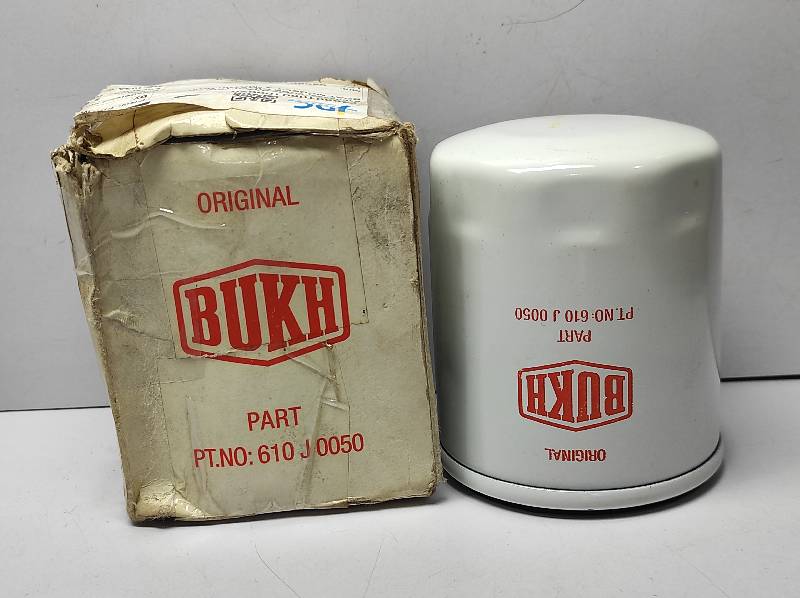 ORIGINAL
BUKH
PART
PT.NO: 610 J 0050
ORIGINAL
BUKH
PART
PT.NO: 610 J 0050